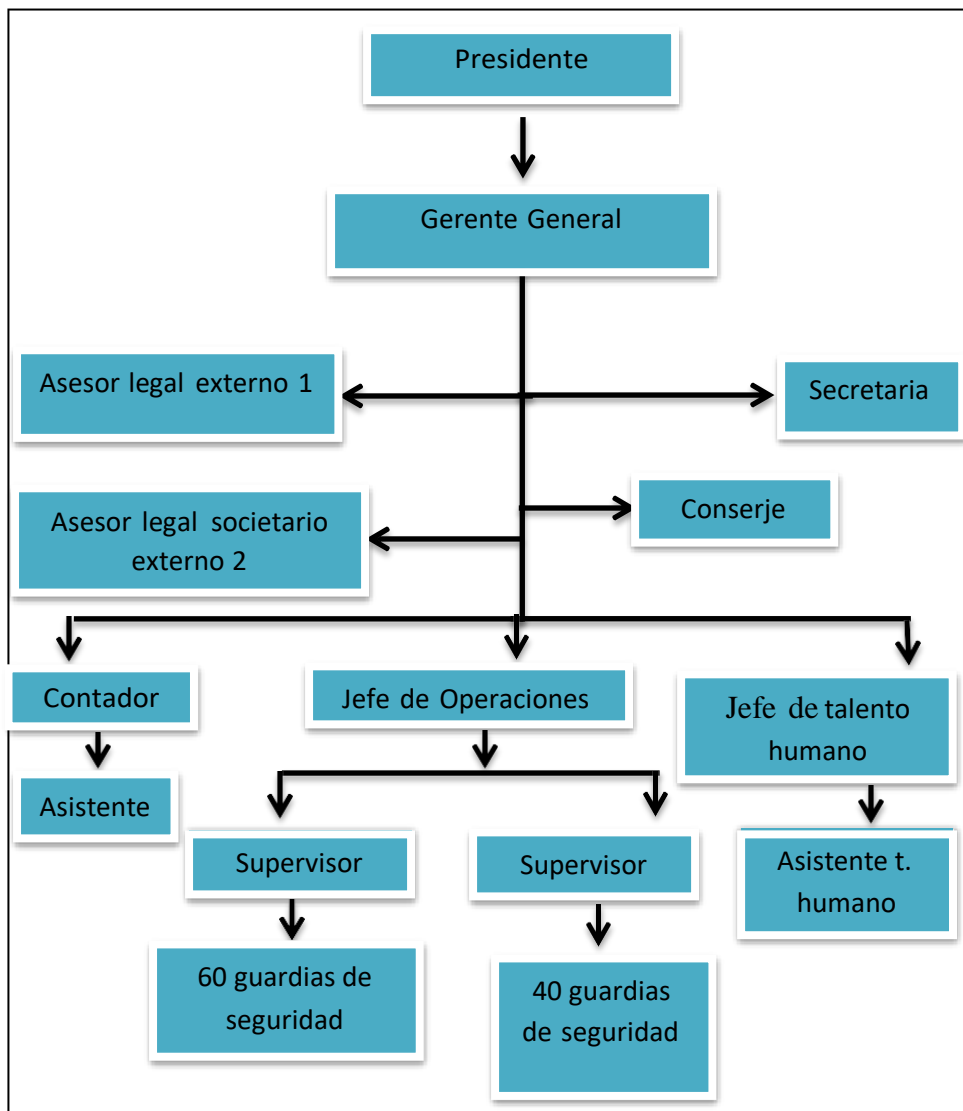 Presidente
Gerente General
Asesor legal externo 1
Secretaria
Asesor legal societario
externo 2
Conserje
Contador
Jefe de Operaciones
Jefe de talento
humano
Asistente
Supervisor
Supervisor
Asistente t.
humano
60 guardias de
seguridad
40 guardias
de seguridad